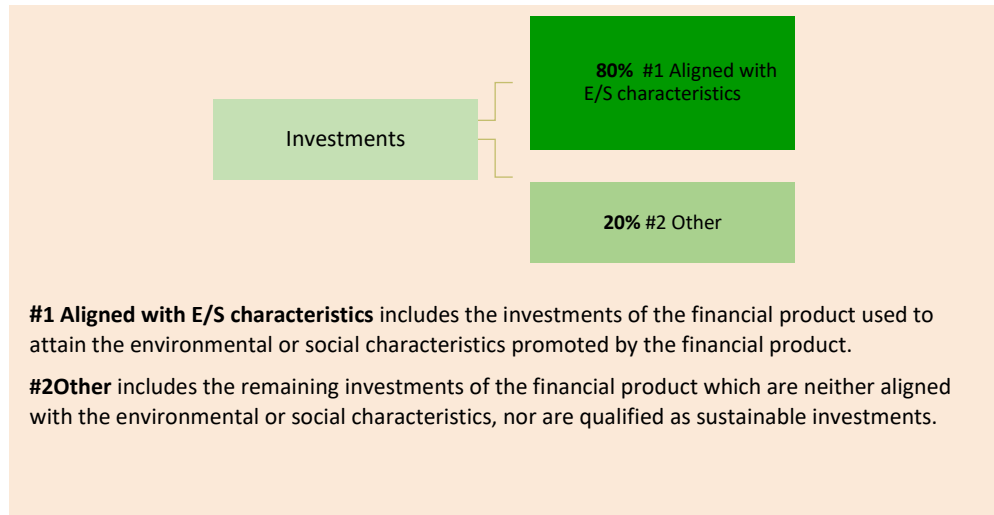 80% #1 Aligned with
E/S characteristics
Investments
20% #2 Other
#1 Aligned with E/S characteristics includes the investments of the financial product used to
attain the environmental or social characteristics promoted by the financial product.
#2Other includes the remaining investments of the financial product which are neither aligned
with the environmental or social characteristics, nor are qualified as sustainable investments.